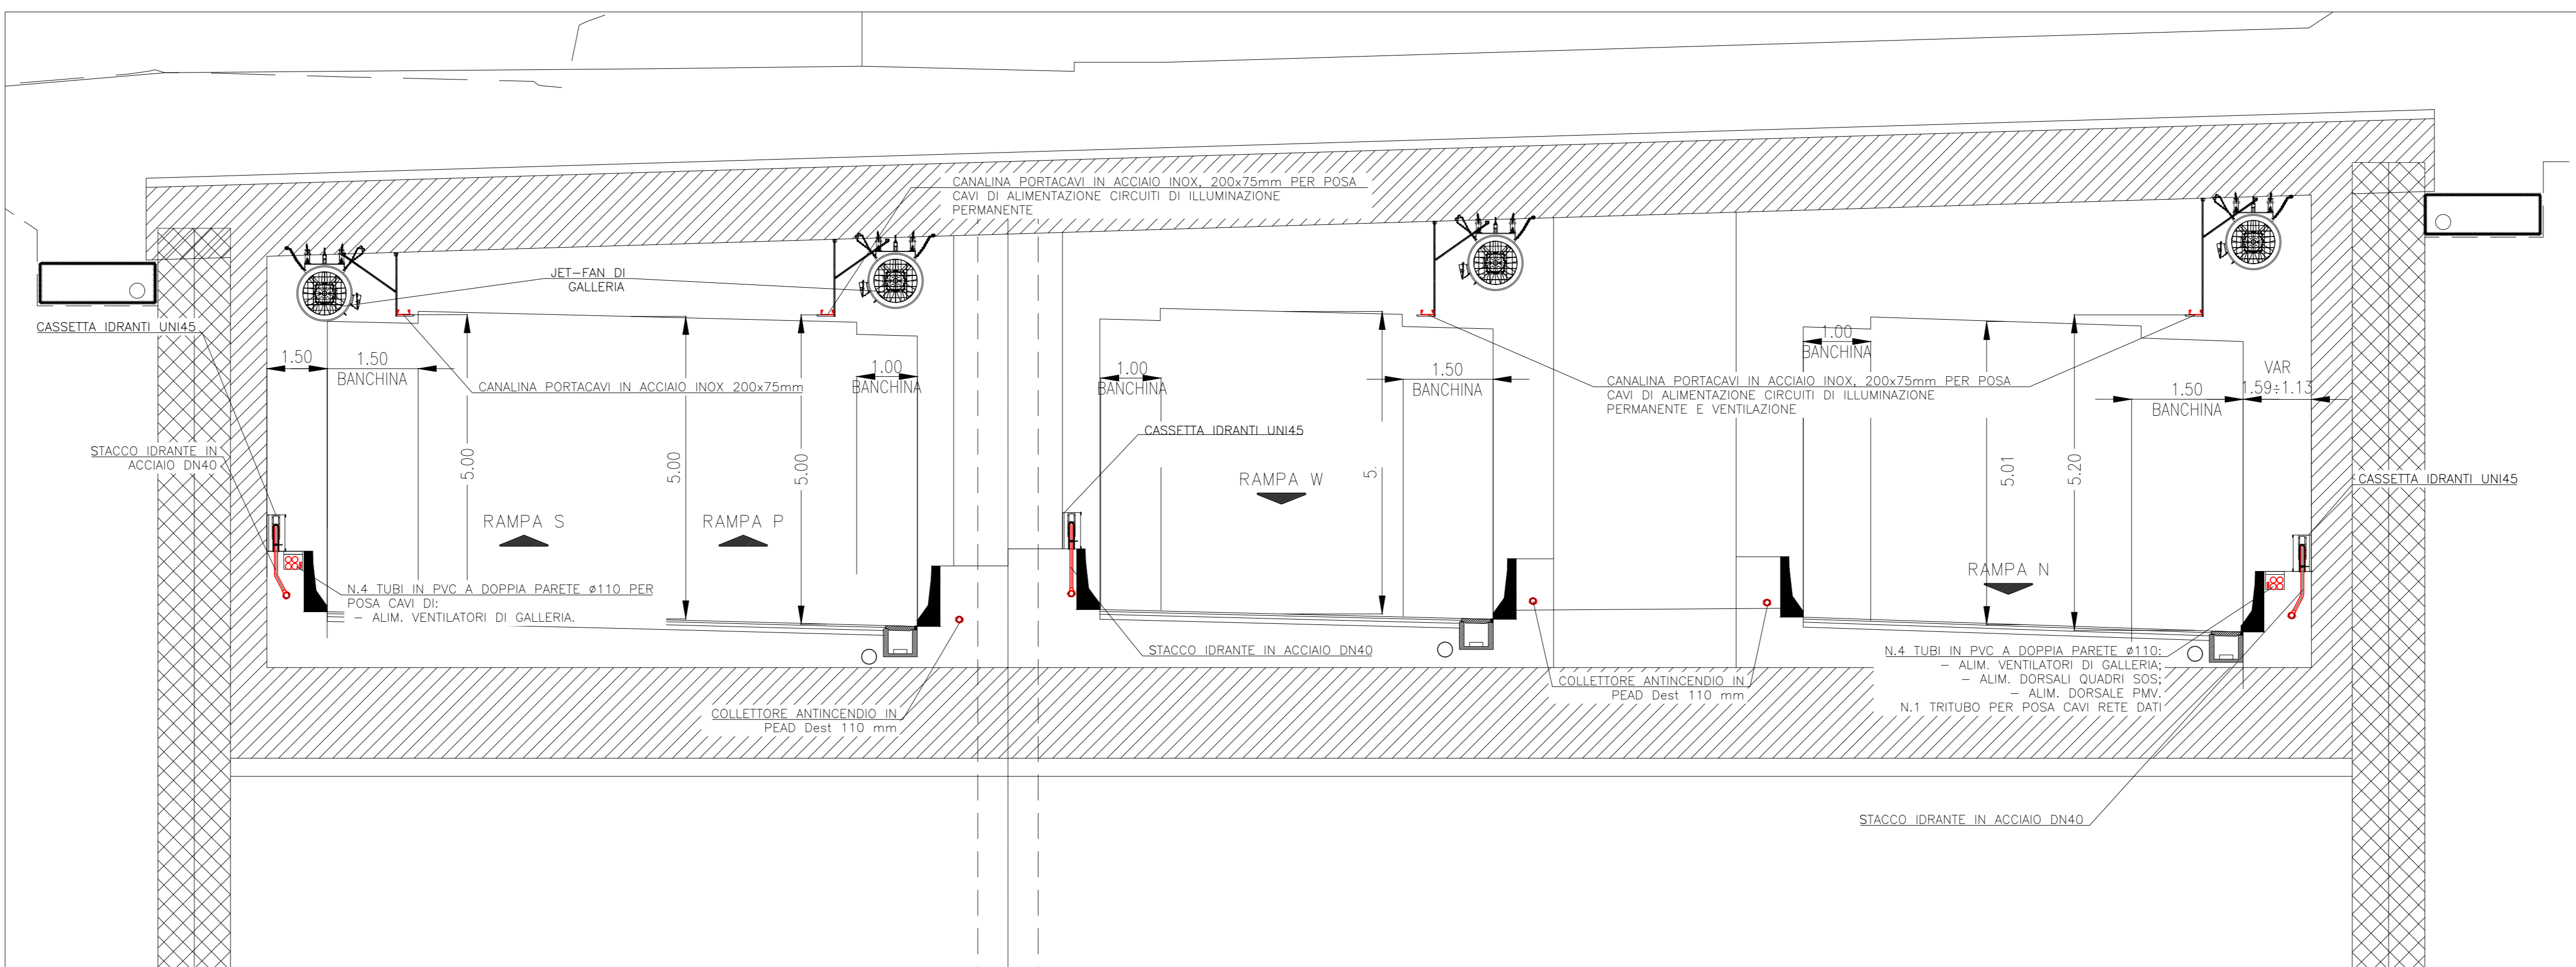 CANALINA PORTACAVI IN ACCIAIO INOX, 200x75mm PER POSA
CAVI DI ALIMENTAZIONE CIRCUITI DI ILLUMINAZIONE
PERMANENTE
JET-FAN DI
GALLERIA
CASSETTA IDRANTI UNI45
1.50
1.50
BANCHINA
CANALINA PORTACAVI IN ACCIAIO INOX 200x75mm
1.00
BANCHINA
1.00
BANCHINA
1.50
BANCHINA
CANALINA PORTACAVI IN ACCIAIO INOX, 200x75mm PER POSA
CAVI DI ALIMENTAZIONE CIRCUITI DI ILLUMINAZIONE
PERMANENTE E VENTILAZIONE
1.00
BANCHINA
1.50
BANCHINA
VAR
1.59÷1.13
STACCO IDRANTE IN
ACCIAIO DN40
CASSETTA IDRANTI UNI45
CASSETTA IDRANTI UNI45
5.00
5.00
5.00
5.
5.01
5.20
RAMPA S
RAMPA P
RAMPA W
RAMPA N
N.4 TUBI IN PVC A DOPPIA PARETE ø110 PER
POSA CAVI DI:
– ALIM. VENTILATORI DI GALLERIA.
STACCO IDRANTE IN ACCIAIO DN40
COLLETTORE ANTINCENDIO IN
PEAD Dest 110 mm
COLLETTORE ANTINCENDIO IN
PEAD Dest 110 mm
N.4 TUBI IN PVC A DOPPIA PARETE ø110:
– ALIM. VENTILATORI DI GALLERIA;
– ALIM. DORSALI QUADRI SOS;
– ALIM. DORSALE PMV.
N.1 TRITUBO PER POSA CAVI RETE DATI
STACCO IDRANTE IN ACCIAIO DN40